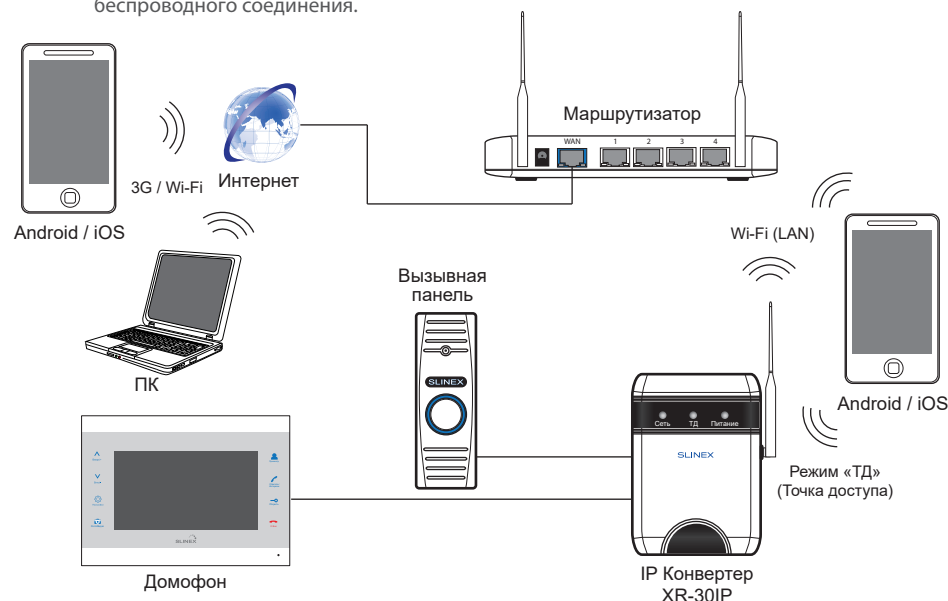 беспроводного соединения.
Маршрутизатор
WAN
1
2
3
4
3G / Wi-Fi
Интернет
Android / iOS
Wi-Fi (LAN)
Вызывная
панель
SLINEX
ПК
Android / iOS
Сеть
ТД
Питание
SLINEX
Режим «ТД»
(Точка доступа)
SLINEX
Домофон
IP Конвертер
XR-30IP